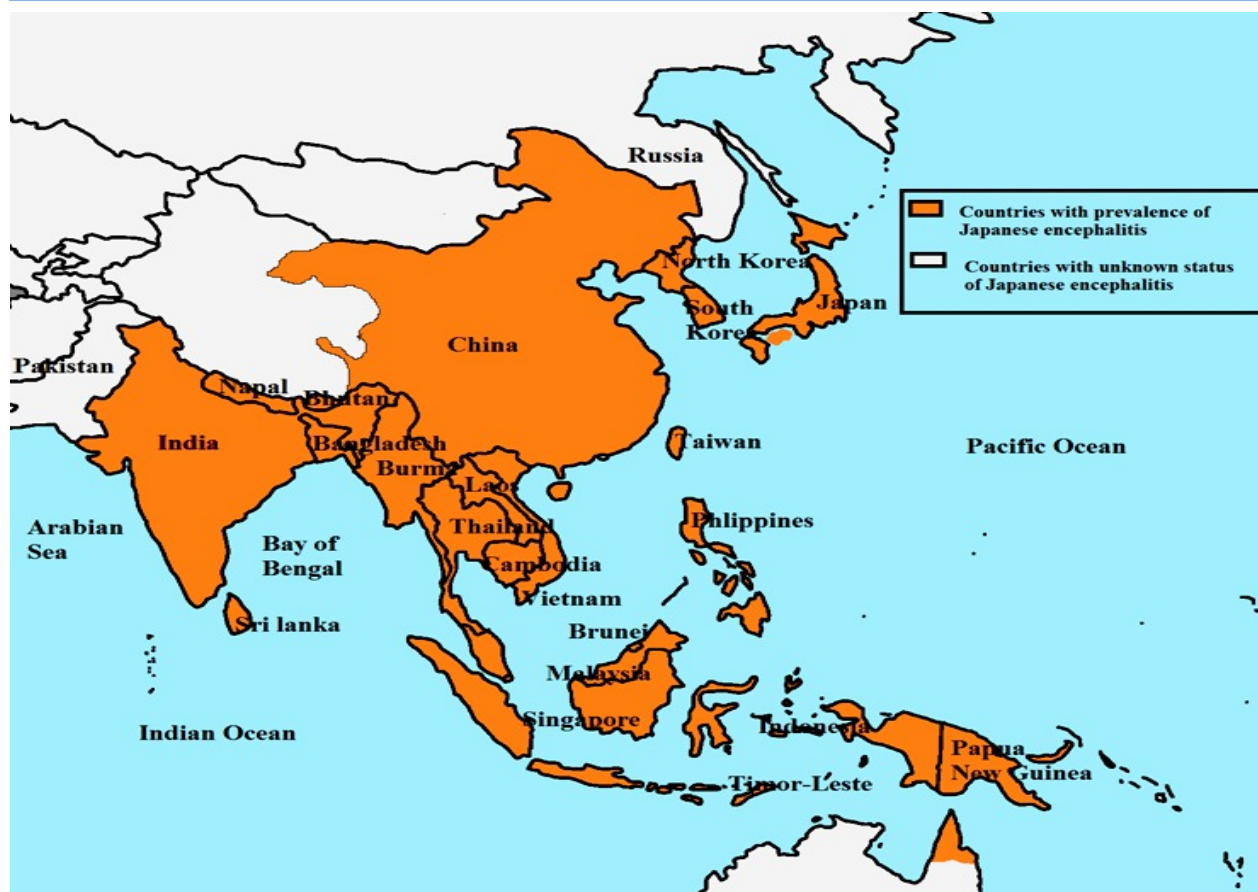 Russia
Countries with prevalence of
Japanese encephalitis
Countries with unknown status
of Japanese encephalitis
North Korea
South
Korea
Japan
China
Pakistan
Napal
Bhutan
India
Bangladesh
Burma
Taiwan
Pacific Ocean
Laos
Arabian
Sea
Thailand
Phlippines
Bay of
Bengal
Cambodia
Vietnam
Sri lanka
Brunei
Malaysia
Singapore
Indian Ocean
Indonesia
Papua
New Guinea
Timor-Leste